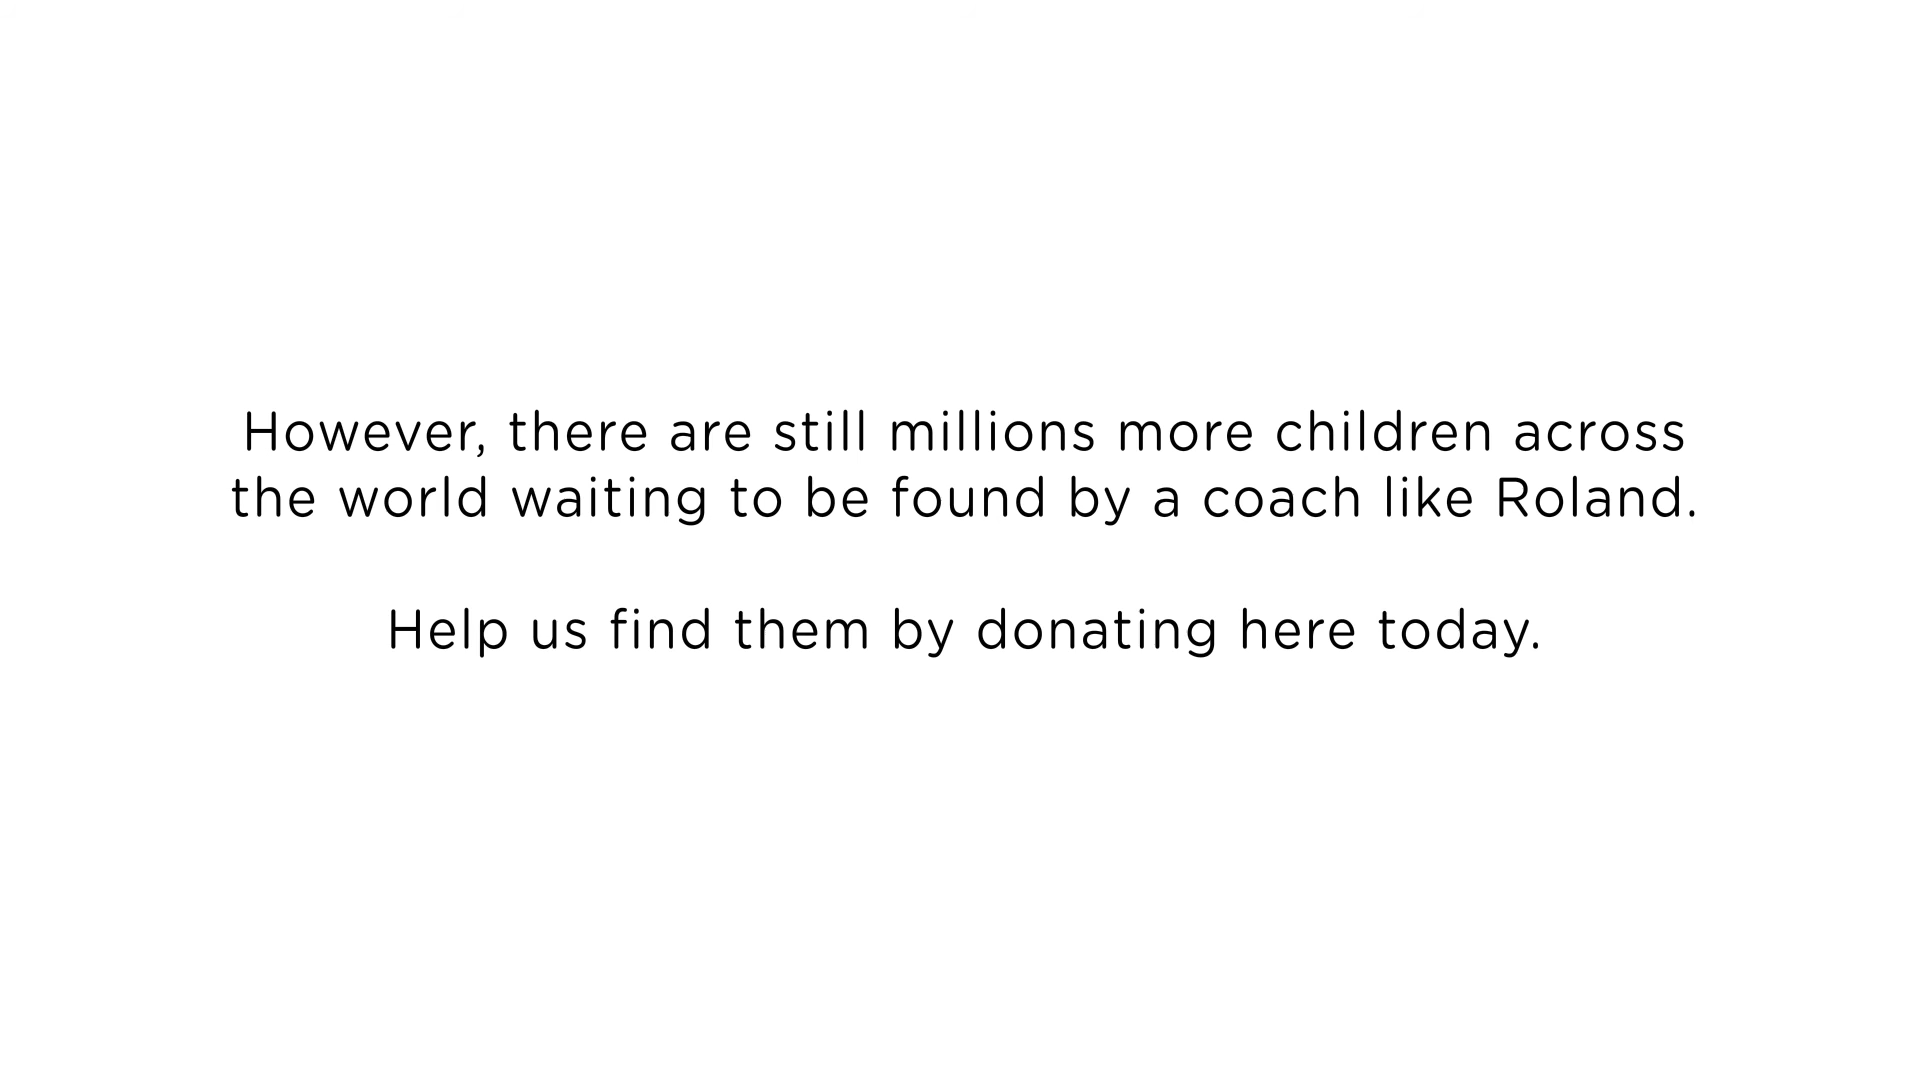 However, there are still millions more children across
the world waiting to be found by a coach like Roland.
Help us find them by donating here today.